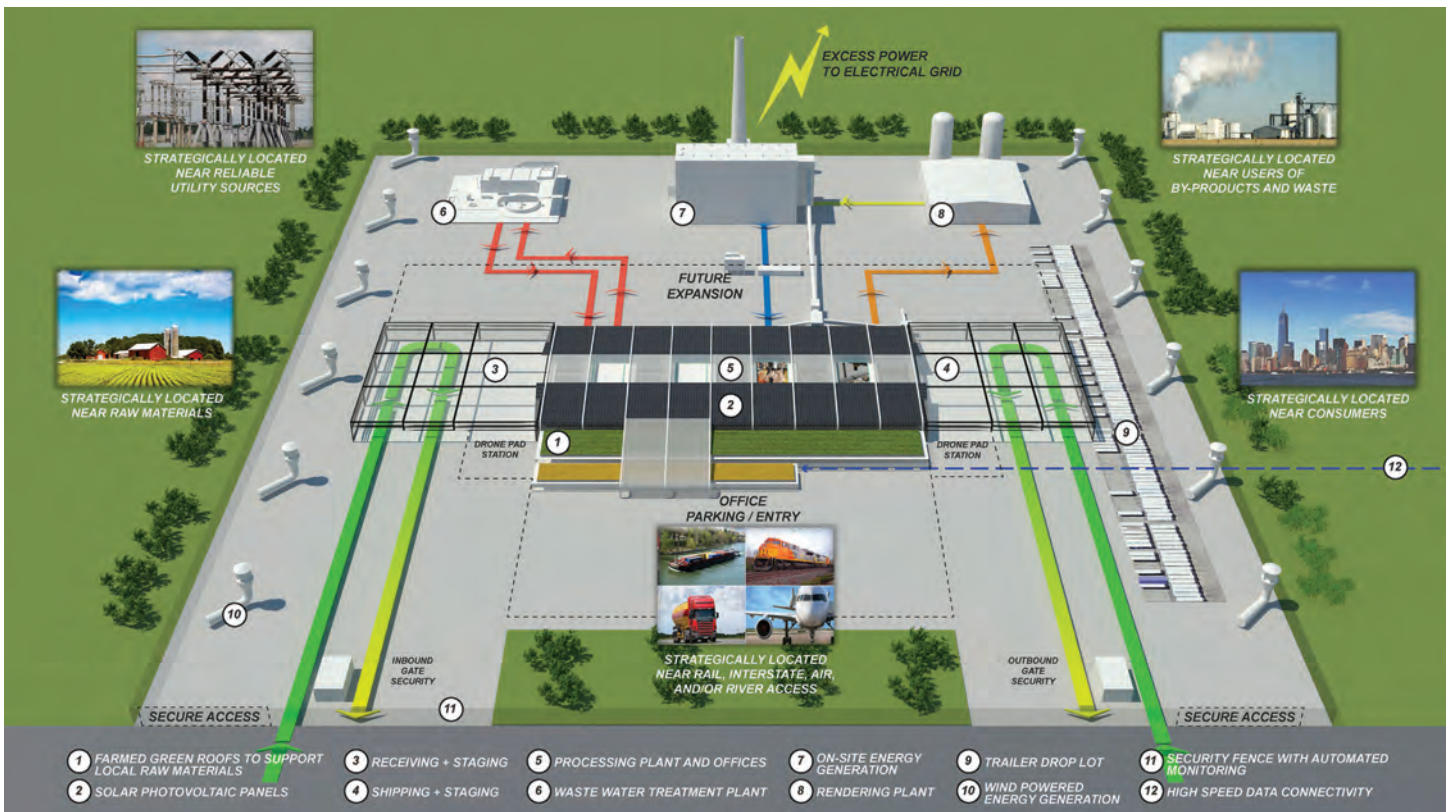 EXCESS POWER
TO ELECTRICAL GRID
STRATEGICALLY LOCATED
NEAR RELIABLE
UTILITY SOURCES
STRATEGICALLY LOCATED
NEAR USERS OF
BY-PRODUCTS AND WASTE
6
7
8
FUTURE
EXPANSION
STRATEGICALLY LOCATED
NEAR RAW MATERIALS
STRATEGICALLY LOCATED
NEAR CONSUMERS
3
5
4
2
1
9
DRONE PAD
STATION
DRONE PAD
STATION
12
OFFICE
PARKING / ENTRY
10
STRATEGICALLY LOCATED
NEAR RAIL, INTERSTATE, AIR,
AND/OR RIVER ACCESS
INBOUND
GATE
SECURITY
OUTBOUND
GATE
SECURITY
11
SECURE ACCESS
SECURE ACCESS
1 FARMED GREEN ROOFS TO SUPPORT
LOCAL RAW MATERIALS
2 SOLAR PHOTOVOLTAIC PANELS
3 RECEIVING + STAGING
4 SHIPPING + STAGING
5 PROCESSING PLANT AND OFFICES
6 WASTE WATER TREATMENT PLANT
7 ON-SITE ENERGY
GENERATION
8 RENDERING PLANT
9 TRAILER DROP LOT
10 WIND POWERED
ENERGY GENERATION
11 SECURITY FENCE WITH AUTOMATED
MONITORING
12 HIGH SPEED DATA CONNECTIVITY